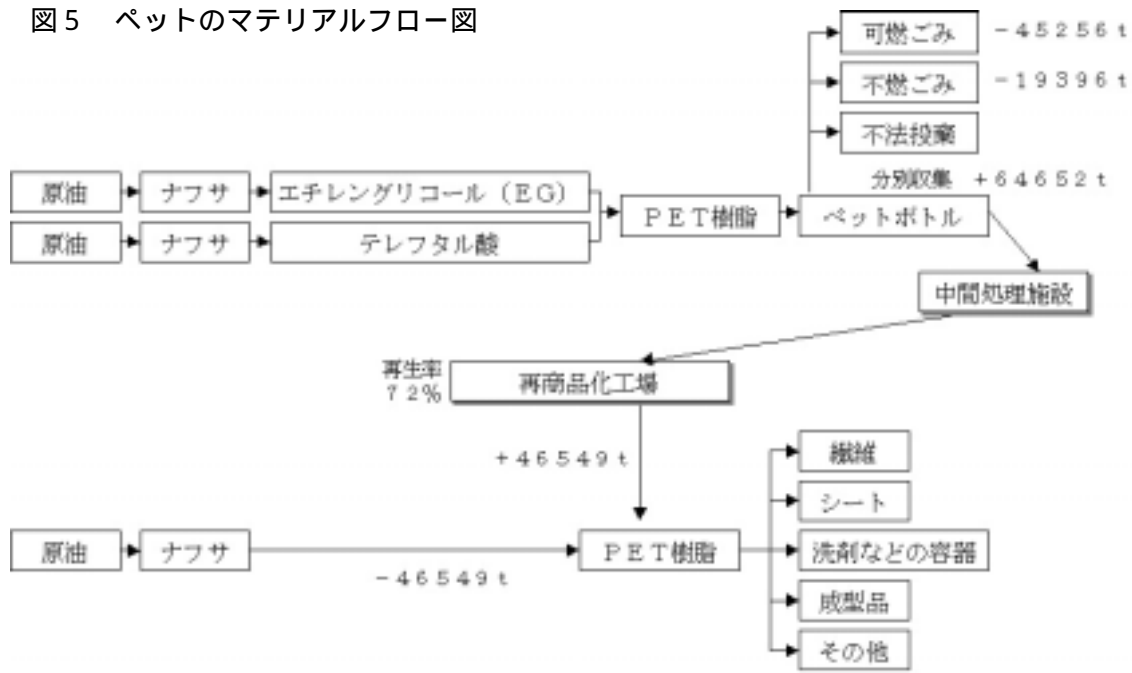 図5 ペットのマテリアルフロー図
可燃ごみ －45256t
不燃ごみ －19396t
不法投棄
分別収集 ＋64652t
原油 ナフサ エチレングリコール（EG）
PET樹脂 ペットボトル
原油 ナフサ テレフタル酸
中間処理施設
再生率
72%
再商品化工場
＋46549t
繊維
シート
原油 ナフサ PET樹脂 洗剤などの容器
－46549t
成型品
その他